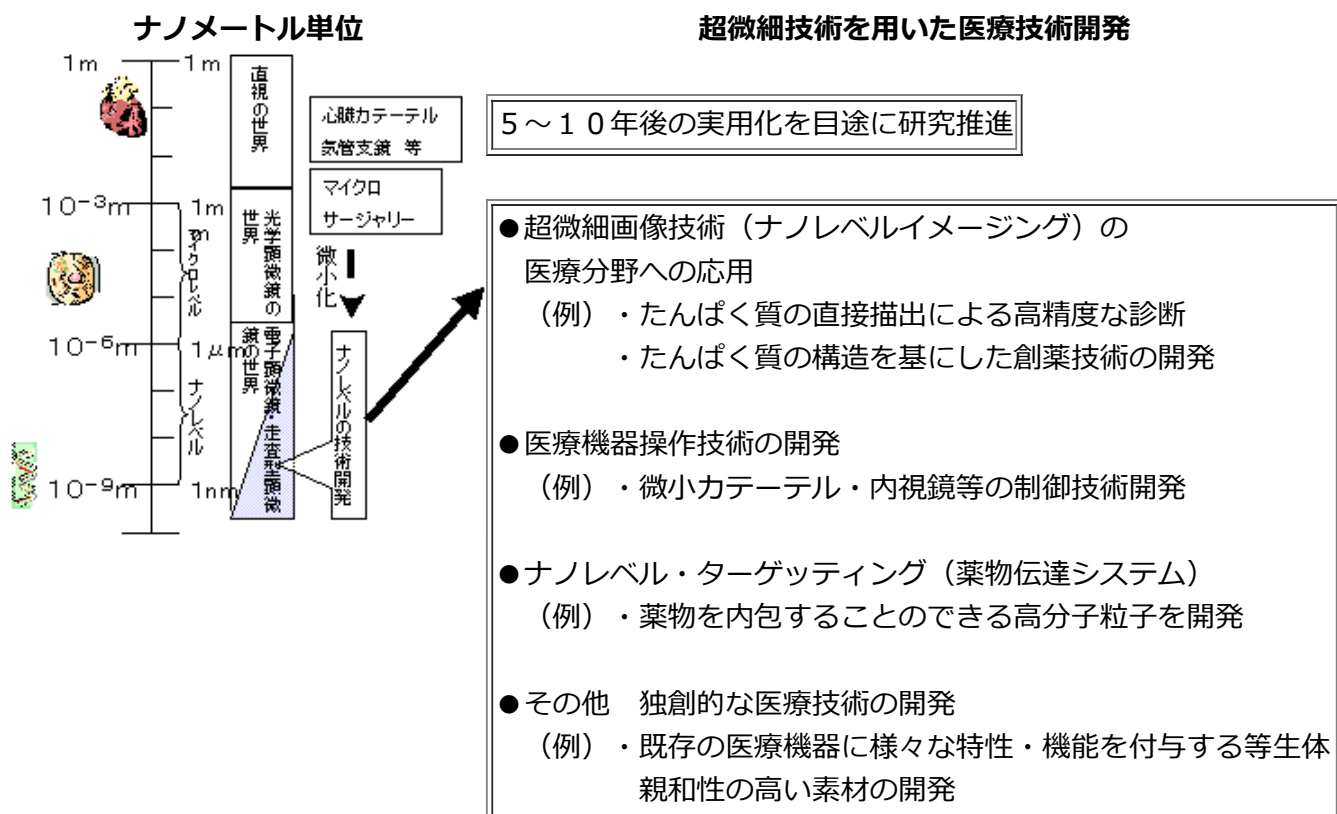 ナノメートル単位
超微細技術を用いた医療技術開発
1m
1m
直視の世界
心臓カテーテル
気管支鏡 等
5～10年後の実用化を目途に研究推進
マイクロ
サージャリー
10⁻³m
1m
m
マイクロレベル
光学顕微鏡の
世界
微小化
10⁻⁶m
1μm
ナノレベル
電子顕微鏡・走査型顕微
鏡の世界
ナノレベルの技術開発
10⁻⁹m
1nm
●超微細画像技術（ナノレベルイメージング）の
医療分野への応用
（例）・たんぱく質の直接描出による高精度な診断
・たんぱく質の構造を基にした創薬技術の開発
●医療機器操作技術の開発
（例）・微小カテーテル・内視鏡等の制御技術開発
●ナノレベル・ターゲッティング（薬物伝達システム）
（例）・薬物を内包することのできる高分子粒子を開発
●その他　独創的な医療技術の開発
（例）・既存の医療機器に様々な特性・機能を付与する等生体
親和性の高い素材の開発